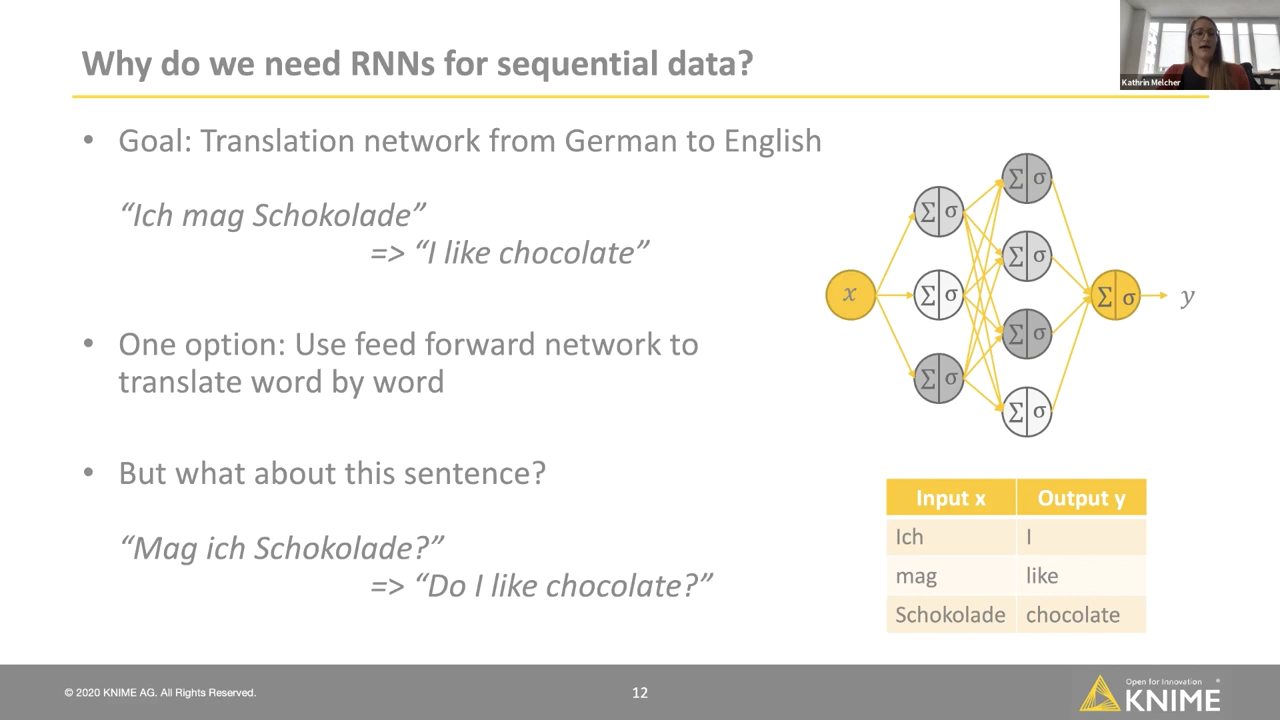 Why do we need RNNs for sequential data?
Kathrin Melcher
• Goal: Translation network from German to English
“Ich mag Schokolade”
=> “I like chocolate”
• One option: Use feed forward network to
translate word by word
• But what about this sentence?
“Mag ich Schokolade?”
=> “Do I like chocolate?”
x
Σ σ
Σ σ
Σ σ
Σ σ
Σ σ
Σ σ
Σ σ
Σ σ
y
Input x Output y
Ich I
mag like
Schokolade chocolate
© 2020 KNIME AG. All Rights Reserved.
12
Open for Innovation
KNIME